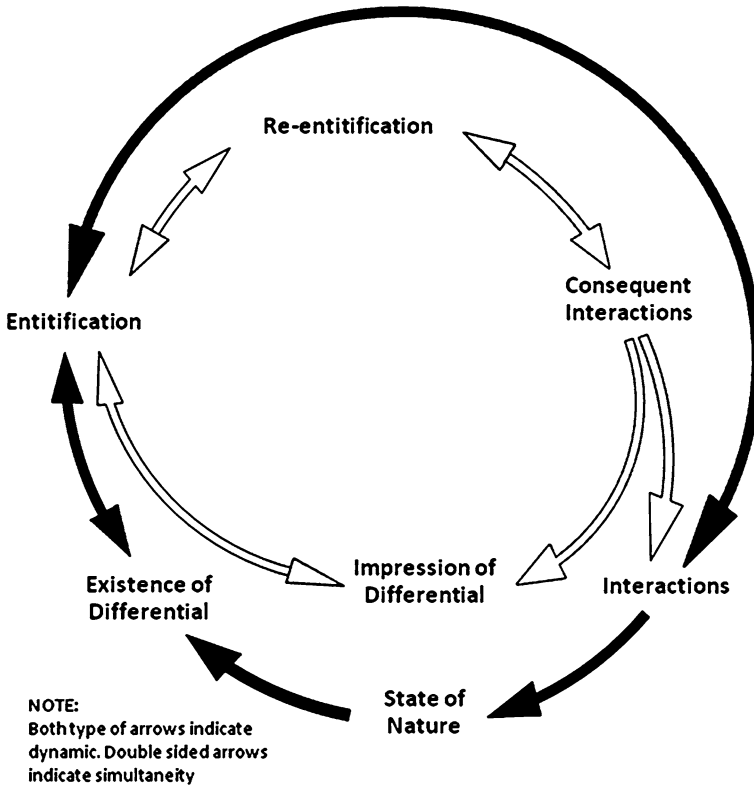 Re-entitification
Consequent
Interactions
Entitification
Impression of
Differential
Existence of
Differential
Interactions
State of
Nature
NOTE:
Both type of arrows indicate
dynamic. Double sided arrows
indicate simultaneity